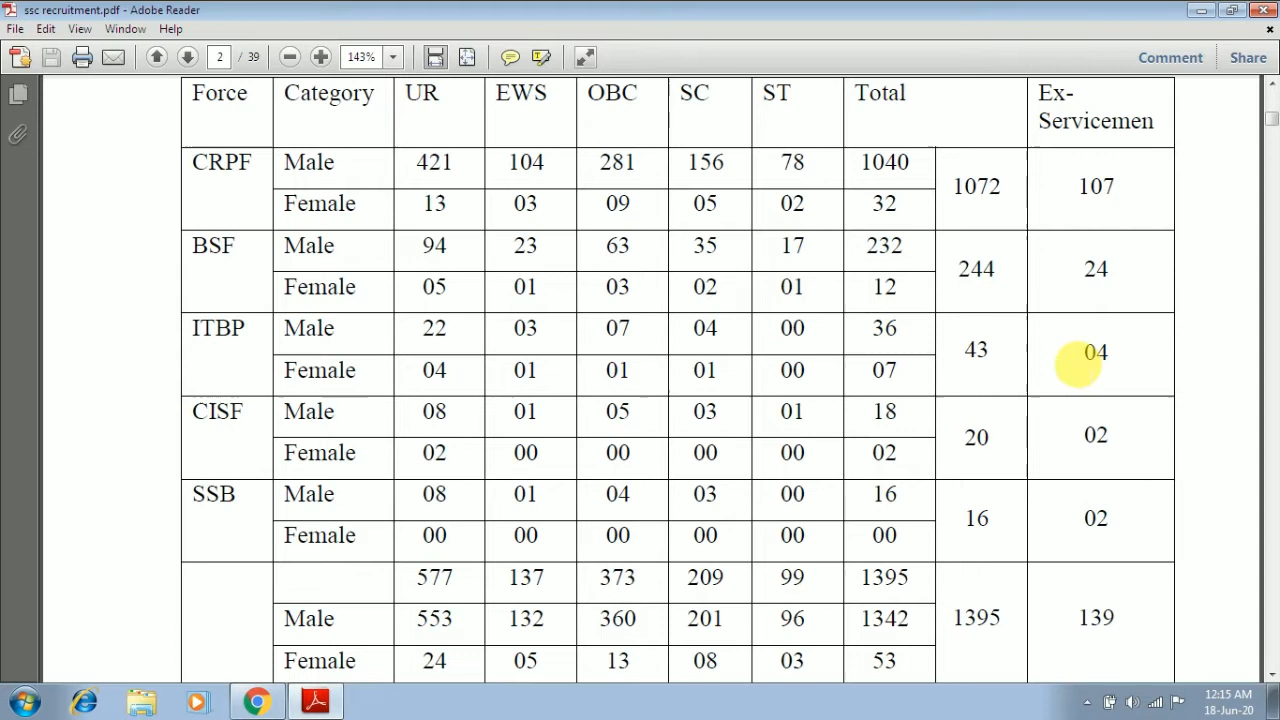 ssc recruitment.pdf - Adobe Reader
File Edit View Window Help
2 / 39 143% Comment Share
Force Category UR EWS OBC SC ST Total Ex-
Servicemen
CRPF Male 421 104 281 156 78 1040
1072 107
Female 13 03 09 05 02 32
BSF Male 94 23 63 35 17 232
244 24
Female 05 01 03 02 01 12
ITBP Male 22 03 07 04 00 36
43 04
Female 04 01 01 01 00 07
CISF Male 08 01 05 03 01 18
20 02
Female 02 00 00 00 00 02
SSB Male 08 01 04 03 00 16
16 02
Female 00 00 00 00 00 00
577 137 373 209 99 1395
Male 553 132 360 201 96 1342 1395 139
Female 24 05 13 08 03 53
12:15 AM
18-Jun-20